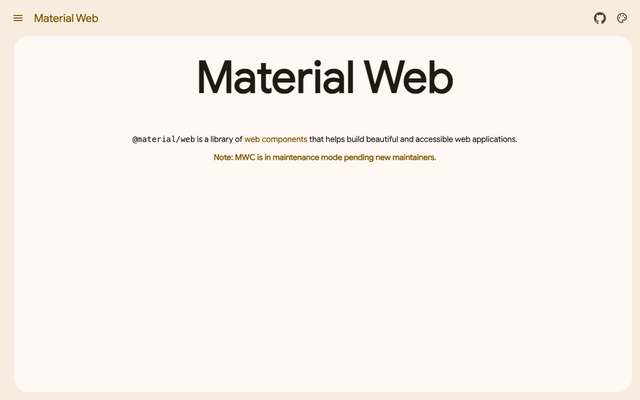 Material Web
Material Web
@material/web is a library of web components that helps build beautiful and accessible web applications.
Note: MWC is in maintenance mode pending new maintainers.